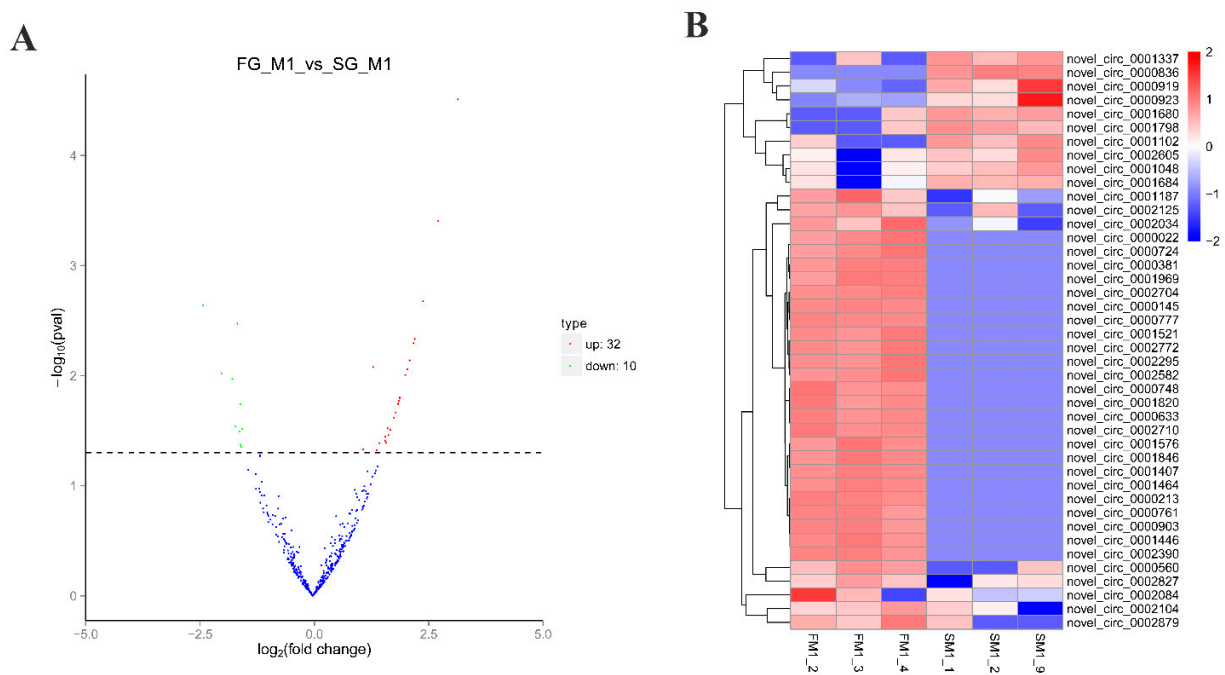 A
FG_M1_vs_SG_M1
−log10(pval)
4
3
2
1
0
−5.0
−2.5
0.0
2.5
5.0
log2(fold change)
type
up: 32
down: 10
B
novel_circ_0001337
novel_circ_0000836
novel_circ_0000919
novel_circ_0000923
novel_circ_0001680
novel_circ_0001798
novel_circ_0001102
novel_circ_0002605
novel_circ_0001048
novel_circ_0001684
novel_circ_0001187
novel_circ_0002125
novel_circ_0002034
novel_circ_0000022
novel_circ_0000724
novel_circ_0000381
novel_circ_0001969
novel_circ_0002704
novel_circ_0000145
novel_circ_0000777
novel_circ_0001521
novel_circ_0002772
novel_circ_0002295
novel_circ_0002582
novel_circ_0000748
novel_circ_0001820
novel_circ_0000633
novel_circ_0002710
novel_circ_0001576
novel_circ_0001846
novel_circ_0001407
novel_circ_0001464
novel_circ_0000213
novel_circ_0000761
novel_circ_0000903
novel_circ_0001446
novel_circ_0002390
novel_circ_0000560
novel_circ_0002827
novel_circ_0002084
novel_circ_0002104
novel_circ_0002879
FM1_2
FM1_3
FM1_4
SM1_1
SM1_2
SM1_9
2
1
0
−1
−2